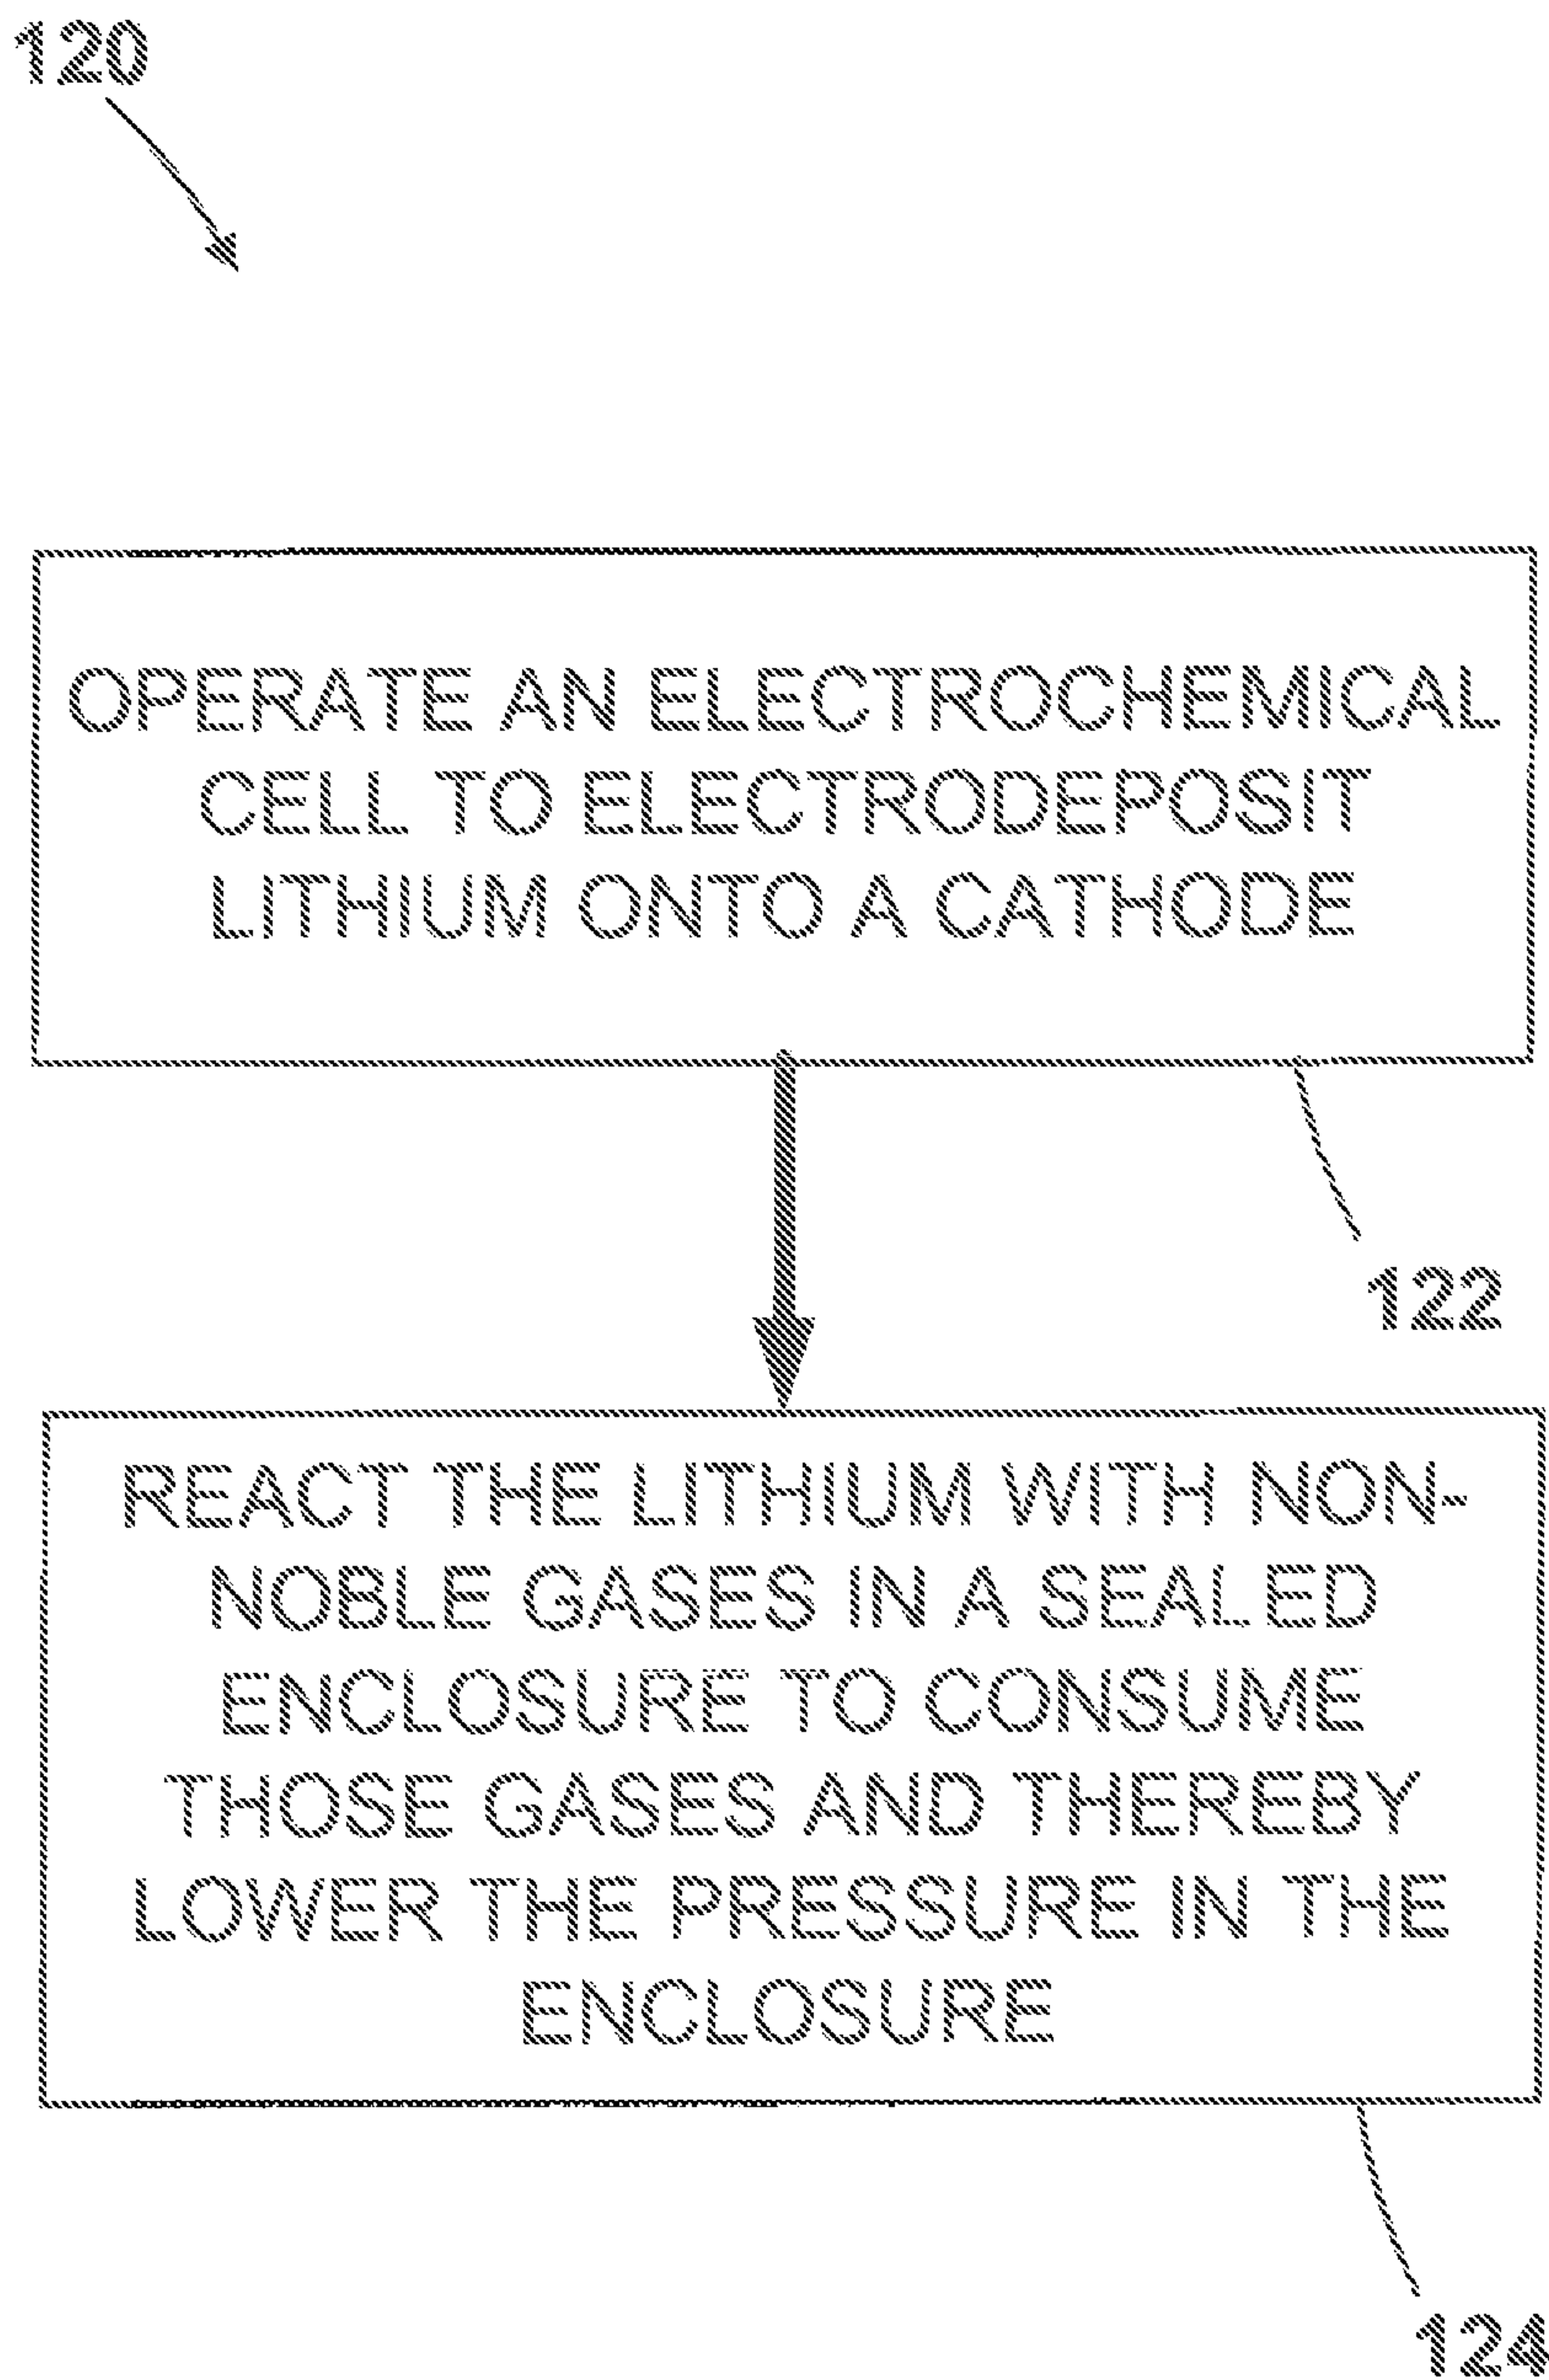 120
OPERATE AN ELECTROCHEMICAL
CELL TO ELECTRODEPOSIT
LITHIUM ONTO A CATHODE
122
REACT THE LITHIUM WITH NON-
NOBLE GASES IN A SEALED
ENCLOSURE TO CONSUME
THOSE GASES AND THEREBY
LOWER THE PRESSURE IN THE
ENCLOSURE
124